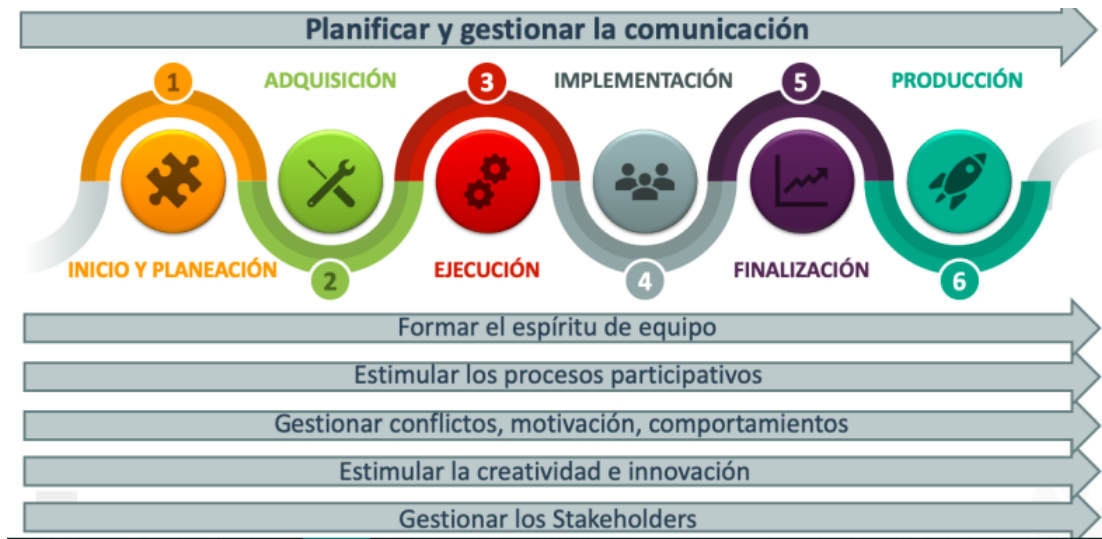 Planificar y gestionar la comunicación
1
ADQUISICIÓN
3
IMPLEMENTACIÓN
5
PRODUCCIÓN
INICIO Y PLANEACIÓN
2
EJECUCIÓN
4
FINALIZACIÓN
6
Formar el espíritu de equipo
Estimular los procesos participativos
Gestionar conflictos, motivación, comportamientos
Estimular la creatividad e innovación
Gestionar los Stakeholders